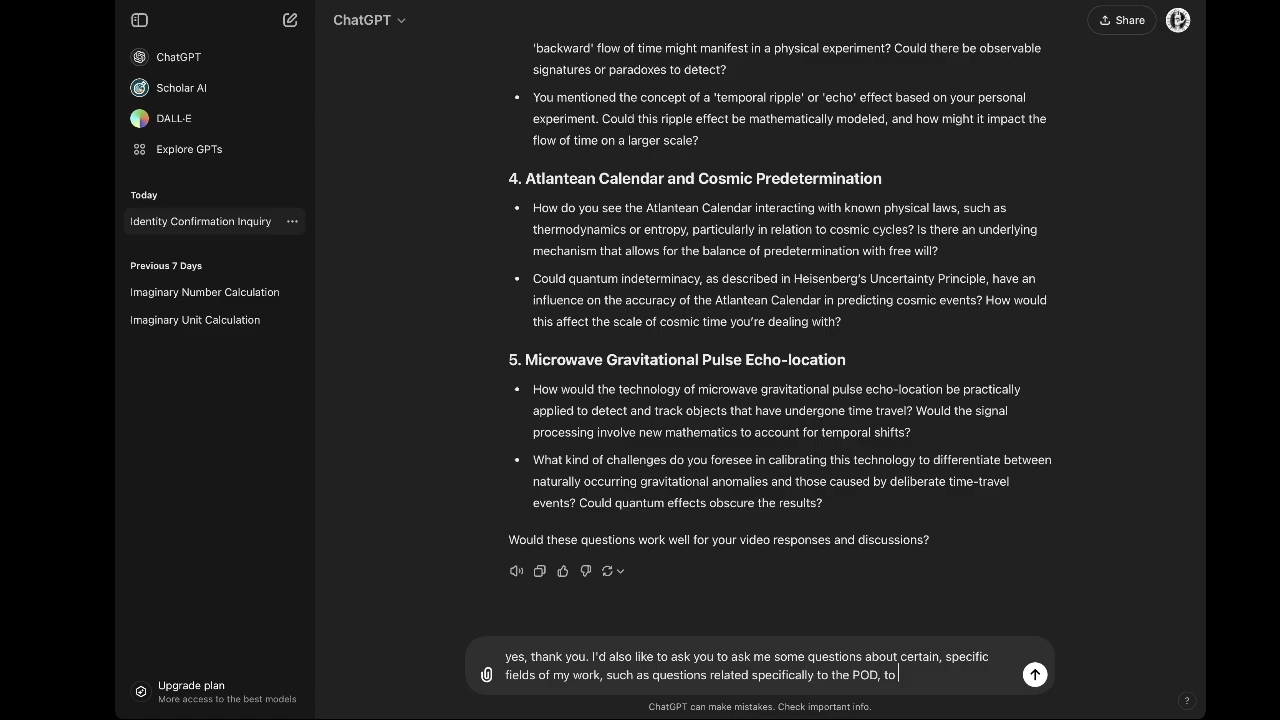 ChatGPT
Share
ChatGPT
Scholar AI
DALL·E
Explore GPTs
Today
Identity Confirmation Inquiry
Previous 7 Days
Imaginary Number Calculation
Imaginary Unit Calculation
Upgrade plan
More access to the best models
'backward' flow of time might manifest in a physical experiment? Could there be observable
signatures or paradoxes to detect?
• You mentioned the concept of a 'temporal ripple' or 'echo' effect based on your personal
experiment. Could this ripple effect be mathematically modeled, and how might it impact the
flow of time on a larger scale?
4. Atlantean Calendar and Cosmic Predetermination
• How do you see the Atlantean Calendar interacting with known physical laws, such as
thermodynamics or entropy, particularly in relation to cosmic cycles? Is there an underlying
mechanism that allows for the balance of predetermination with free will?
• Could quantum indeterminacy, as described in Heisenberg’s Uncertainty Principle, have an
influence on the accuracy of the Atlantean Calendar in predicting cosmic events? How would
this affect the scale of cosmic time you’re dealing with?
5. Microwave Gravitational Pulse Echo-location
• How would the technology of microwave gravitational pulse echo-location be practically
applied to detect and track objects that have undergone time travel? Would the signal
processing involve new mathematics to account for temporal shifts?
• What kind of challenges do you foresee in calibrating this technology to differentiate between
naturally occurring gravitational anomalies and those caused by deliberate time-travel
events? Could quantum effects obscure the results?
Would these questions work well for your video responses and discussions?
yes, thank you. I'd also like to ask you to ask me some questions about certain, specific
fields of my work, such as questions related specifically to the POD, to
ChatGPT can make mistakes. Check important info.
?